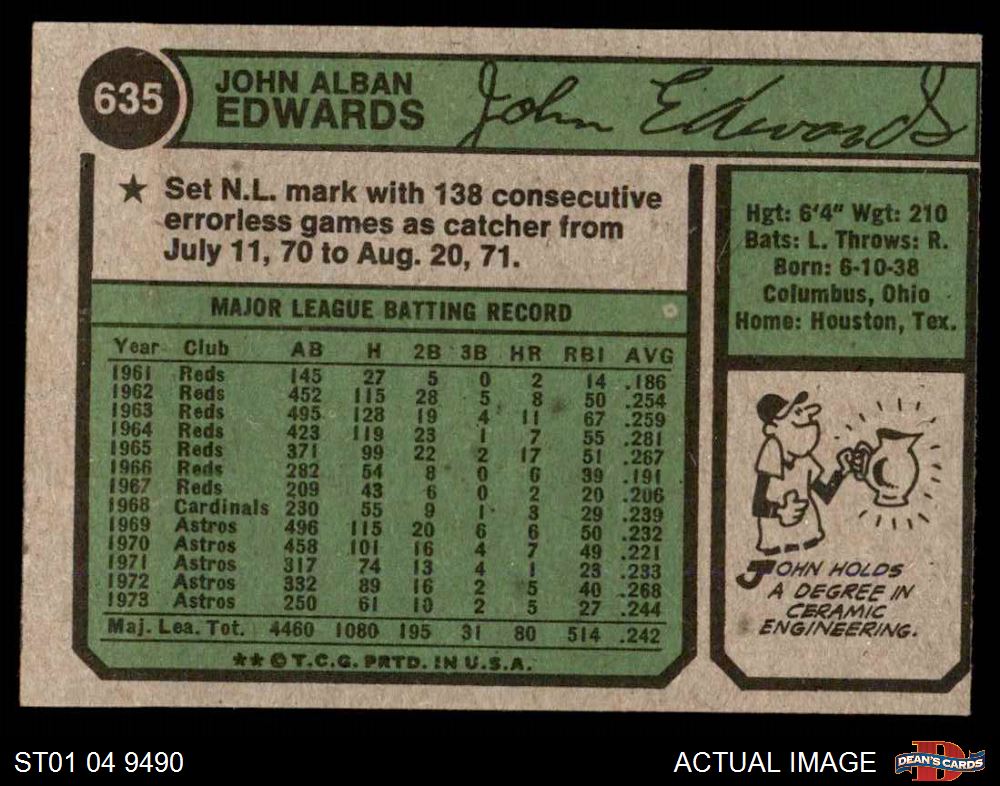 635
JOHN ALBAN
EDWARDS
John Edwards
★ Set N.L. mark with 138 consecutive
errorless games as catcher from
July 11, 70 to Aug. 20, 71.
MAJOR LEAGUE BATTING RECORD
Year Club AB H 2B 3B HR RBI AVG
1961 Reds 145 27 5 0 2 14 .186
1962 Reds 452 115 28 5 8 50 .254
1963 Reds 495 128 19 4 11 67 .259
1964 Reds 423 119 23 1 7 55 .281
1965 Reds 371 99 22 2 17 51 .267
1966 Reds 282 54 8 0 6 39 .191
1967 Reds 209 43 6 0 2 20 .206
1968 Cardinals 230 55 9 1 3 29 .239
1969 Astros 496 115 20 6 6 50 .232
1970 Astros 458 101 16 4 7 49 .221
1971 Astros 317 74 13 4 1 23 .233
1972 Astros 332 89 16 2 5 40 .268
1973 Astros 250 61 10 2 5 27 .244
Maj. Lea. Tot. 4460 1080 195 31 80 514 .242
** © T.C.G. PRTD. IN U.S.A.
Hgt: 6'4" Wgt: 210
Bats: L. Throws: R.
Born: 6-10-38
Columbus, Ohio
Home: Houston, Tex.
JOHN HOLDS
A DEGREE IN
CERAMIC
ENGINEERING.
ST01 04 9490
ACTUAL IMAGE
D
DEAN'S CARDS